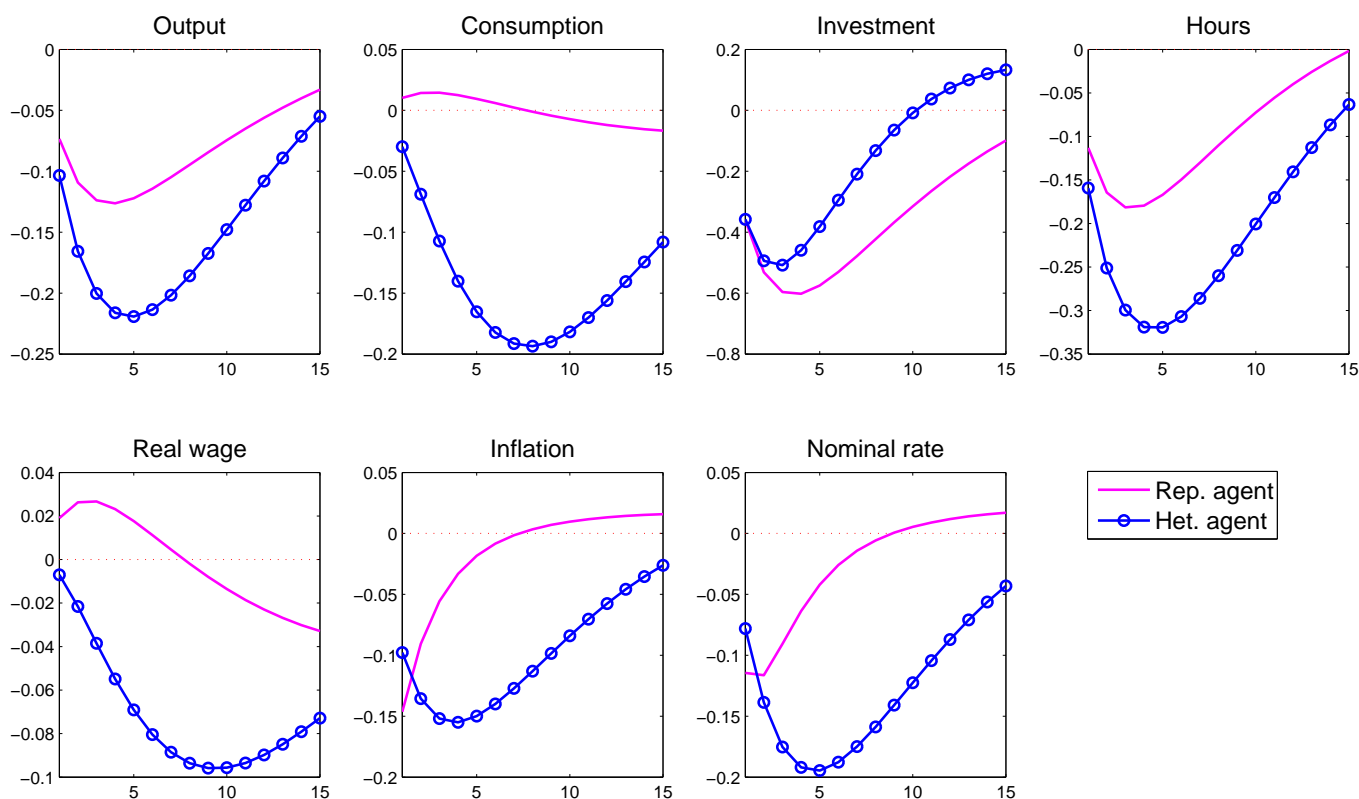 Output
0
−0.05
−0.1
−0.15
−0.2
−0.25
5 10 15
Consumption
0.05
0
−0.05
−0.1
−0.15
−0.2
5 10 15
Investment
0.2
0
−0.2
−0.4
−0.6
−0.8
5 10 15
Hours
0
−0.05
−0.1
−0.15
−0.2
−0.25
−0.3
−0.35
5 10 15
Real wage
0.04
0.02
0
−0.02
−0.04
−0.06
−0.08
−0.1
5 10 15
Inflation
0.05
0
−0.05
−0.1
−0.15
−0.2
5 10 15
Nominal rate
0.05
0
−0.05
−0.1
−0.15
−0.2
5 10 15
Rep. agent
Het. agent